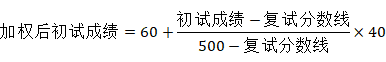 加权后初试成绩 = 60 + 初试成绩 − 复试分数线 / 500 − 复试分数线 × 40